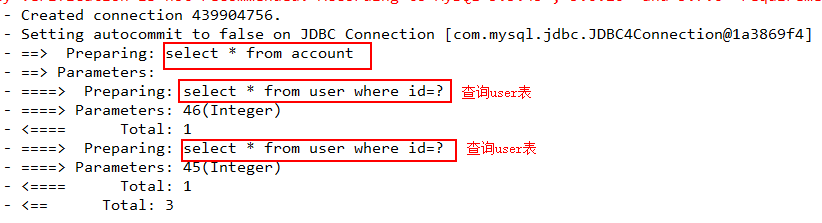 - Created connection 439904756.
- Setting autocommit to false on JDBC Connection [com.mysql.jdbc.JDBC4Connection@1a3869f4]
- ==>  Preparing: select * from account
- ==> Parameters:
- ====>  Preparing: select * from user where id=? 查询user表
- ====> Parameters: 46(Integer)
- <====      Total: 1
- ====>  Preparing: select * from user where id=? 查询user表
- ====> Parameters: 45(Integer)
- <====      Total: 1
- <==      Total: 3